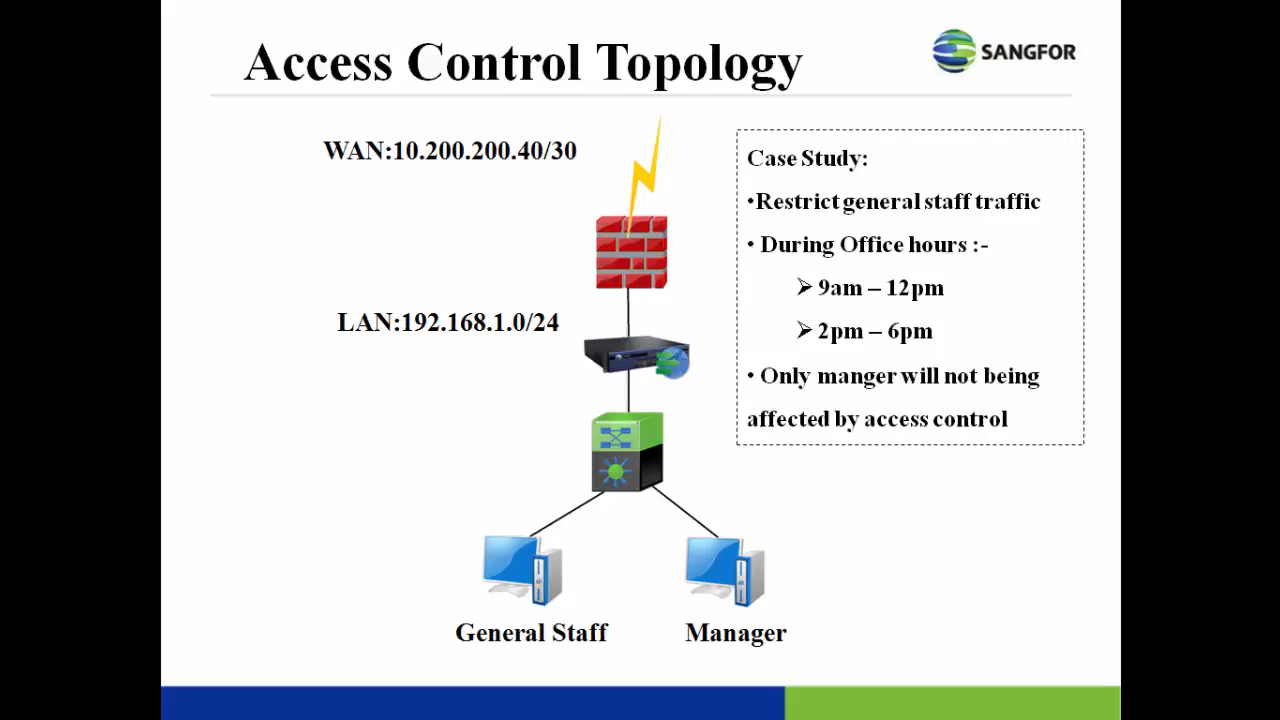 Access Control Topology
SANGFOR
WAN:10.200.200.40/30
LAN:192.168.1.0/24
Case Study:
•Restrict general staff traffic
• During Office hours :-
➢ 9am – 12pm
➢ 2pm – 6pm
• Only manger will not being
affected by access control
General Staff
Manager